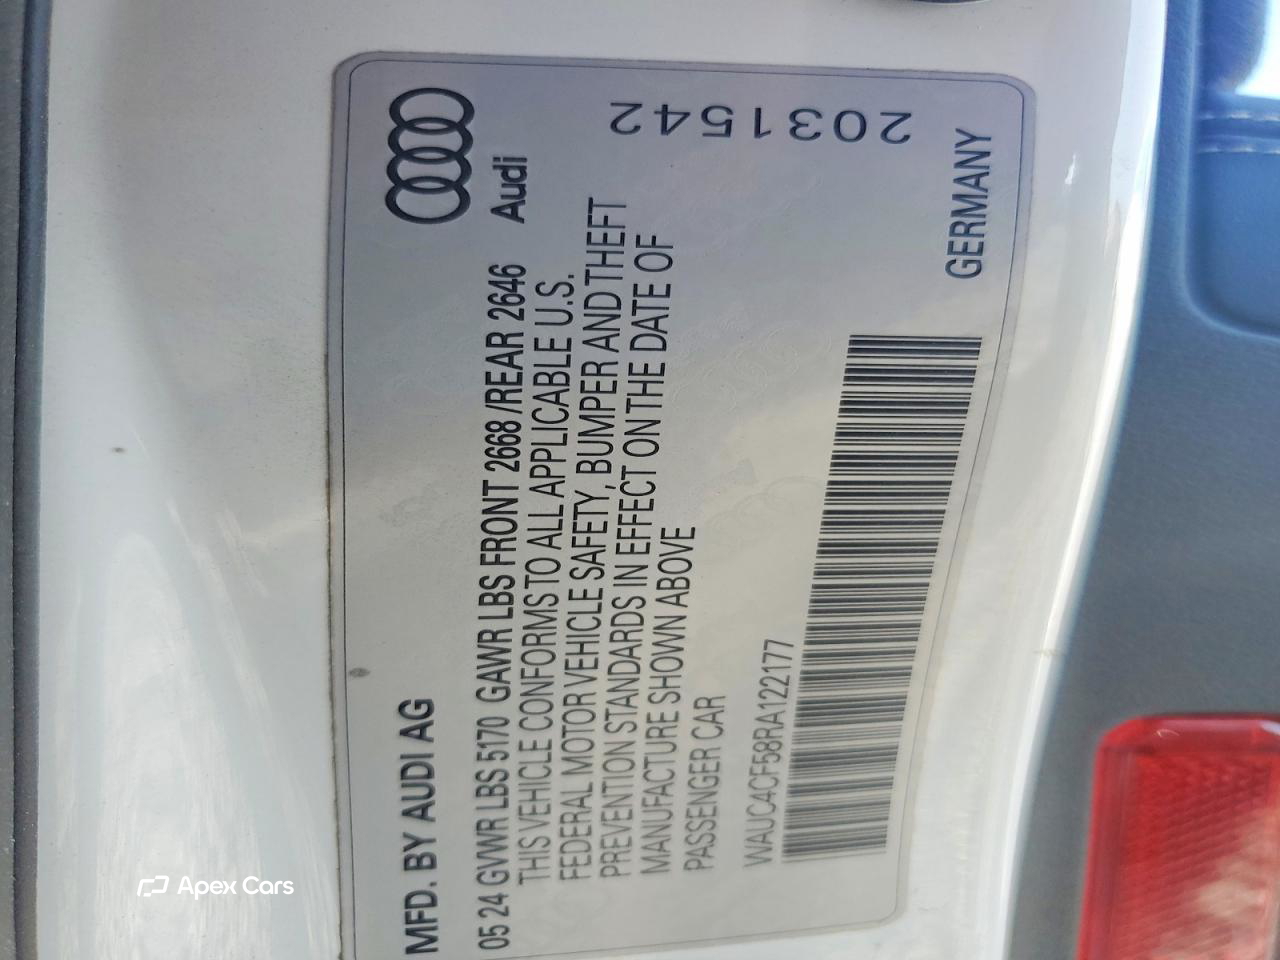 MFD. BY AUDI AG
05 24 GVWR LBS 5170 GAWR LBS FRONT 2668 /REAR 2646
Audi
THIS VEHICLE CONFORMS TO ALL APPLICABLE U.S.
FEDERAL MOTOR VEHICLE SAFETY, BUMPER AND THEFT
PREVENTION STANDARDS IN EFFECT ON THE DATE OF
MANUFACTURE SHOWN ABOVE
PASSENGER CAR
2031542
WAUC4CF58RA122177
GERMANY
Apex Cars